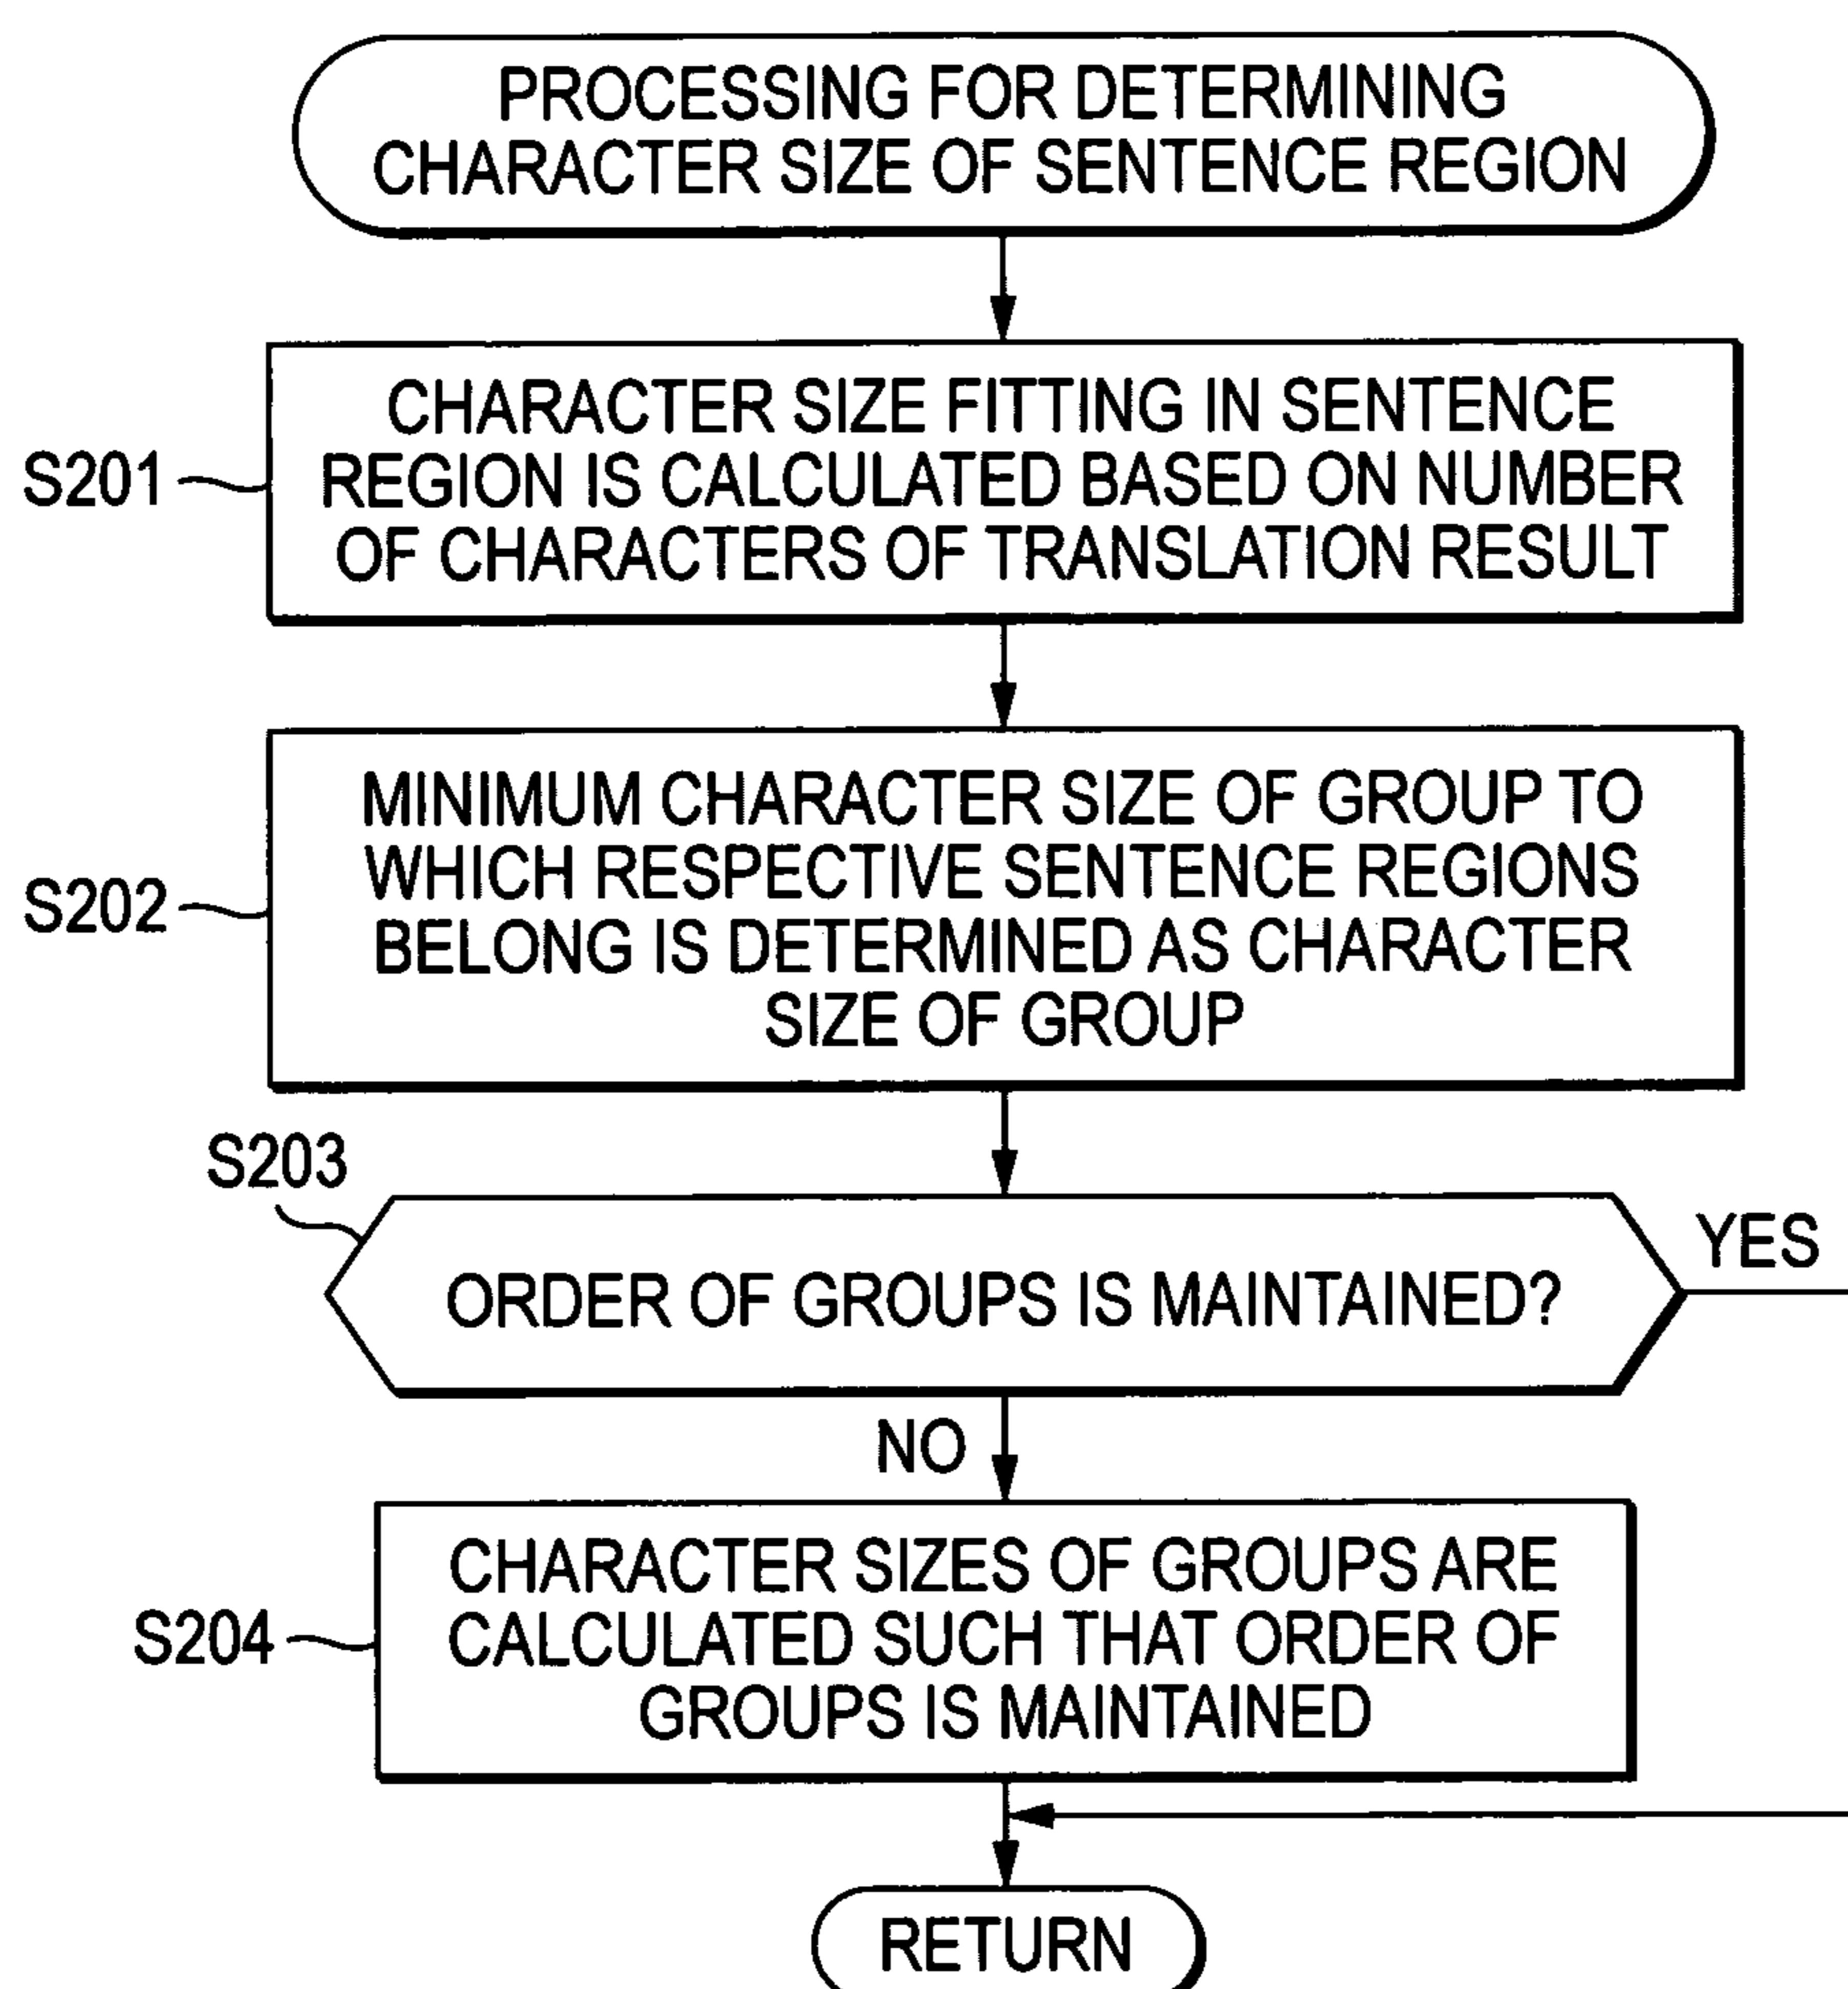 PROCESSING FOR DETERMINING
CHARACTER SIZE OF SENTENCE REGION
CHARACTER SIZE FITTING IN SENTENCE
REGION IS CALCULATED BASED ON NUMBER
OF CHARACTERS OF TRANSLATION RESULT
S201
MINIMUM CHARACTER SIZE OF GROUP TO
WHICH RESPECTIVE SENTENCE REGIONS
BELONG IS DETERMINED AS CHARACTER
SIZE OF GROUP
S202
S203
ORDER OF GROUPS IS MAINTAINED?
YES
NO
CHARACTER SIZES OF GROUPS ARE
CALCULATED SUCH THAT ORDER OF
GROUPS IS MAINTAINED
S204
RETURN